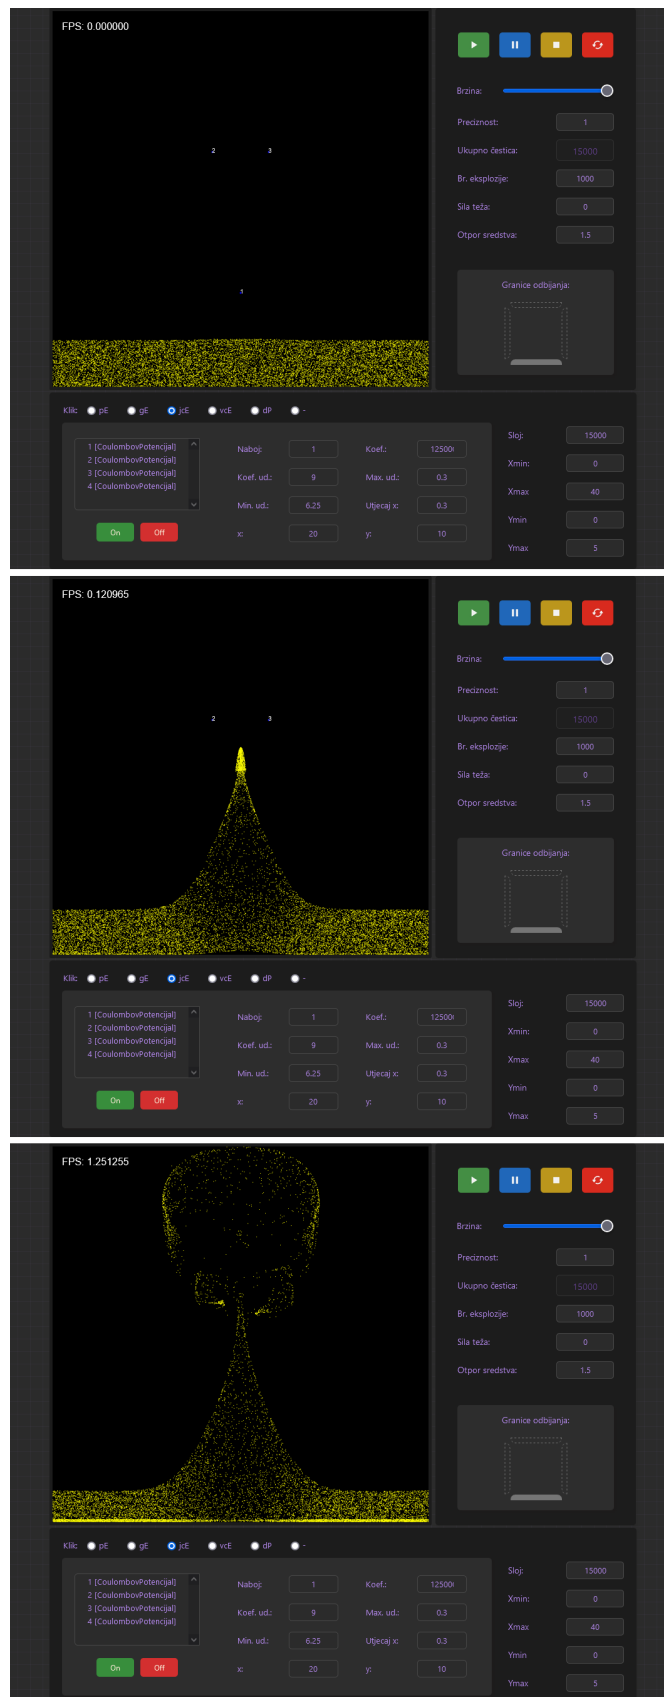 FPS: 0.000000
2 3
Brzina:
Preciznost: 1
Ukupno čestica: 15000
Br. eksplozije: 1000
Sila teža: 0
Otpor sredstva: 1.5
Granice odbijanja:
Klik: pE gE jcE vcE dP -
1 [CoulombovPotencijal]
2 [CoulombovPotencijal]
3 [CoulombovPotencijal]
4 [CoulombovPotencijal]
On Off
Naboj: 1 Koef.: 12500
Koef. ud.: 9 Max. ud.: 0.3
Min. ud.: 6.25 Utjecaj x: 0.3
x: 20 y: 10
Sloj: 15000
Xmin: 0
Xmax 40
Ymin 0
Ymax 5
FPS: 0.120965
2 3
Brzina:
Preciznost: 1
Ukupno čestica: 15000
Br. eksplozije: 1000
Sila teža: 0
Otpor sredstva: 1.5
Granice odbijanja:
Klik: pE gE jcE vcE dP -
1 [CoulombovPotencijal]
2 [CoulombovPotencijal]
3 [CoulombovPotencijal]
4 [CoulombovPotencijal]
On Off
Naboj: 1 Koef.: 12500
Koef. ud.: 9 Max. ud.: 0.3
Min. ud.: 6.25 Utjecaj x: 0.3
x: 20 y: 10
Sloj: 15000
Xmin: 0
Xmax 40
Ymin 0
Ymax 5
FPS: 1.251255
Brzina:
Preciznost: 1
Ukupno čestica: 15000
Br. eksplozije: 1000
Sila teža: 0
Otpor sredstva: 1.5
Granice odbijanja:
Klik: pE gE jcE vcE dP -
1 [CoulombovPotencijal]
2 [CoulombovPotencijal]
3 [CoulombovPotencijal]
4 [CoulombovPotencijal]
On Off
Naboj: 1 Koef.: 12500
Koef. ud.: 9 Max. ud.: 0.3
Min. ud.: 6.25 Utjecaj x: 0.3
x: 20 y: 10
Sloj: 15000
Xmin: 0
Xmax 40
Ymin 0
Ymax 5